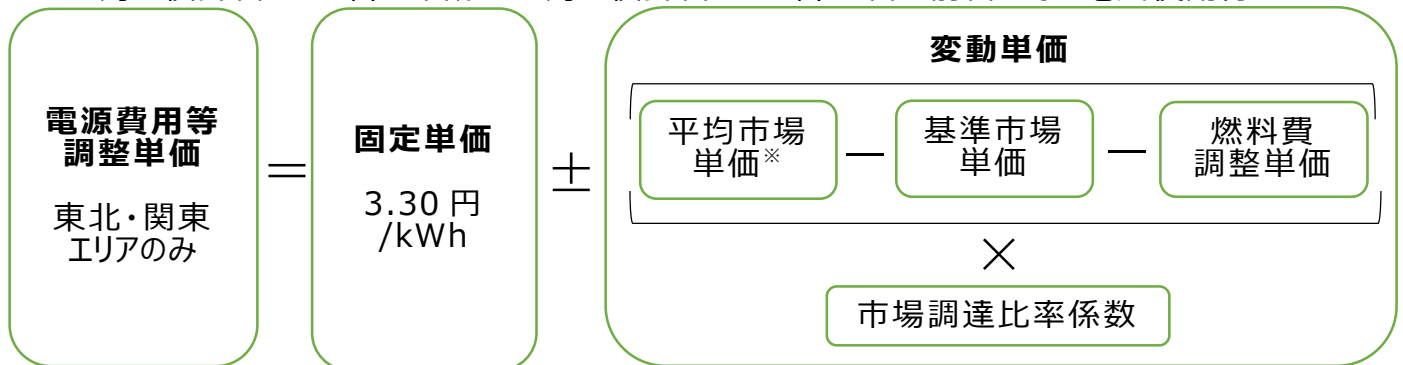 変動単価
電源費用等
調整単価
東北・関東
エリアのみ
=
固定単価
3.30 円
/kWh
±
平均市場
単価※
—
基準市場
単価
—
燃料費
調整単価
×
市場調達比率係数